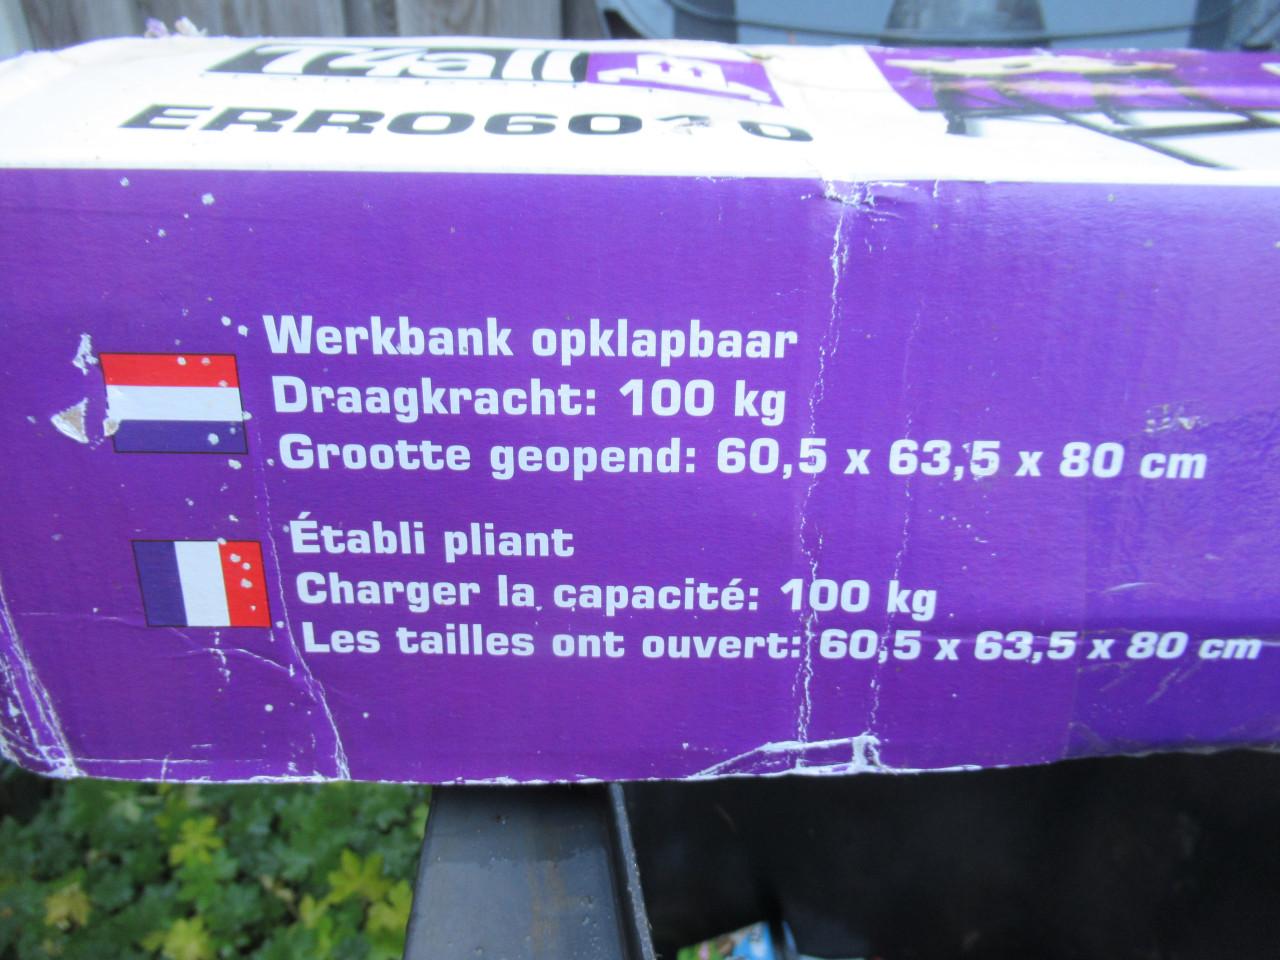 T4all
Werkbank opklapbaar
Draagkracht: 100 kg
Grootte geopend: 60,5 x 63,5 x 80 cm
Établi pliant
Charger la capacité: 100 kg
Les tailles ont ouvert: 60,5 x 63,5 x 80 cm